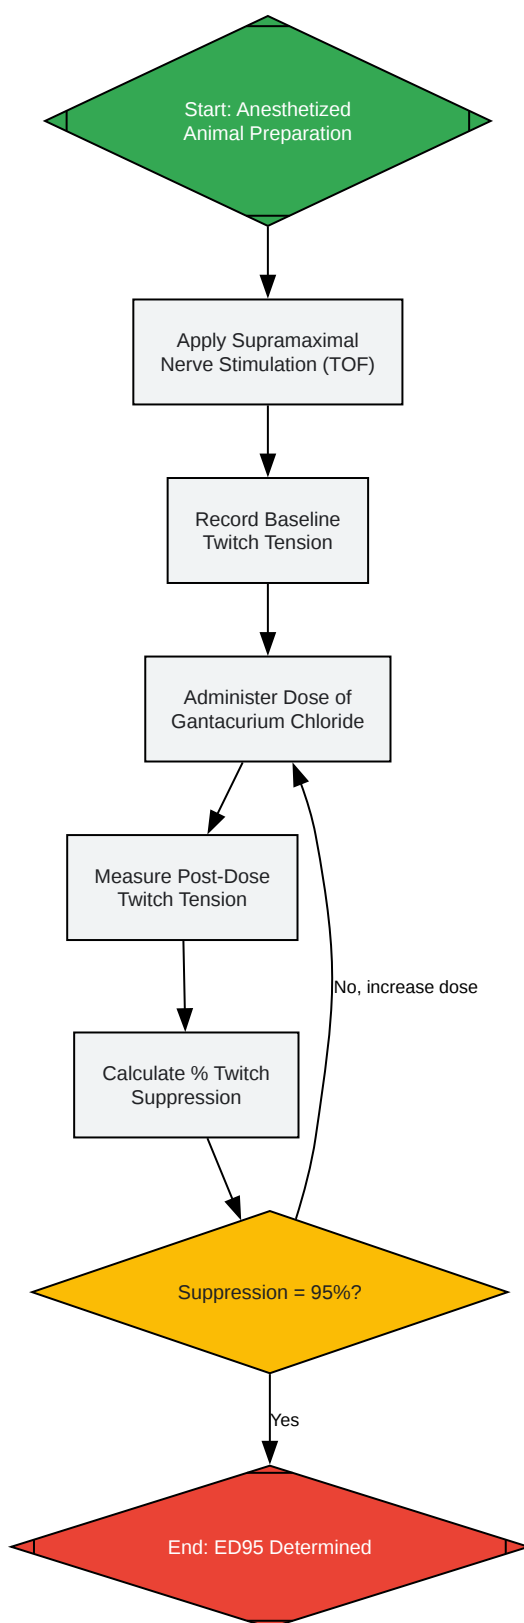 Start: Anesthetized
Animal Preparation
Apply Supramaximal
Nerve Stimulation (TOF)
Record Baseline
Twitch Tension
Administer Dose of
Gantacurium Chloride
Measure Post-Dose
Twitch Tension
No, increase dose
Calculate % Twitch
Suppression
Suppression = 95%?
Yes
End: ED95 Determined